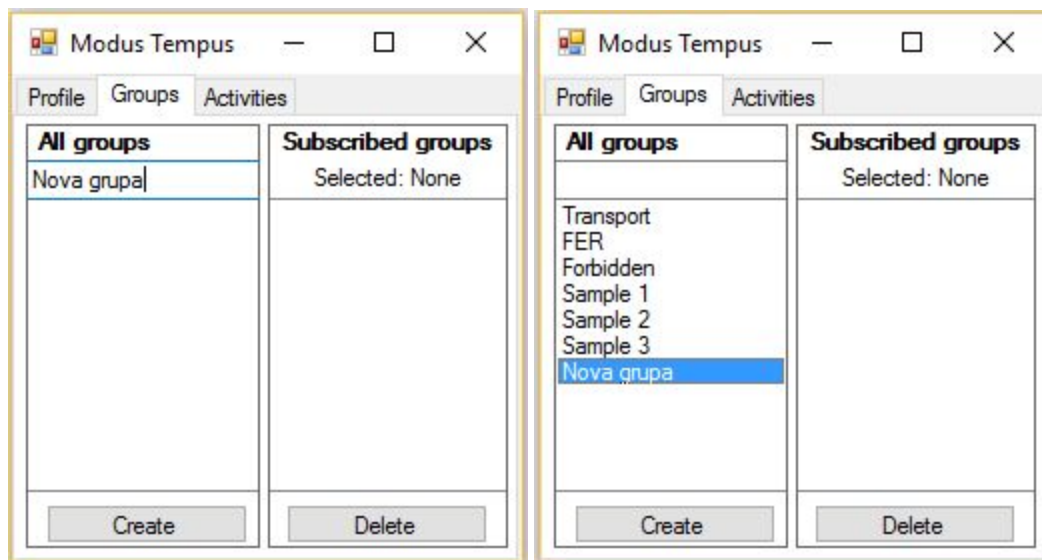 Modus Tempus
Profile Groups Activities
All groups
Nova grupa
Subscribed groups
Selected: None
Create
Delete
Modus Tempus
Profile Groups Activities
All groups
Transport
FER
Forbidden
Sample 1
Sample 2
Sample 3
Nova grupa
Subscribed groups
Selected: None
Create
Delete